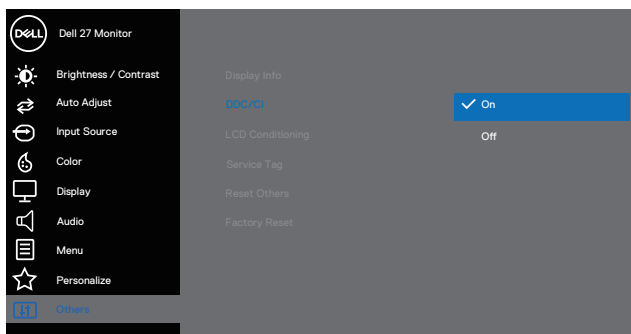 DELL
Dell 27 Monitor
Brightness / Contrast
Auto Adjust
Input Source
Color
Display
Audio
Menu
Personalize
Others
Display Info
DDC/CI
LCD Conditioning
Service Tag
Reset Others
Factory Reset
On
Off